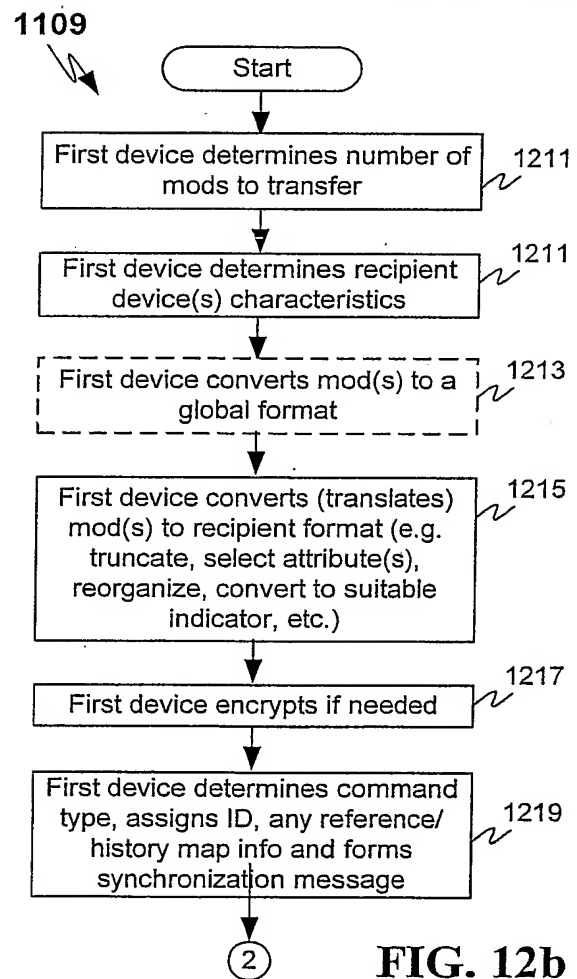 1109
Start
First device determines number of
mods to transfer
1211
First device determines recipient
device(s) characteristics
1211
First device converts mod(s) to a
global format
1213
First device converts (translates)
mod(s) to recipient format (e.g.
truncate, select attribute(s),
reorganize, convert to suitable
indicator, etc.)
1215
First device encrypts if needed
1217
First device determines command
type, assigns ID, any reference/
history map info and forms
synchronization message
1219
2
FIG. 12b